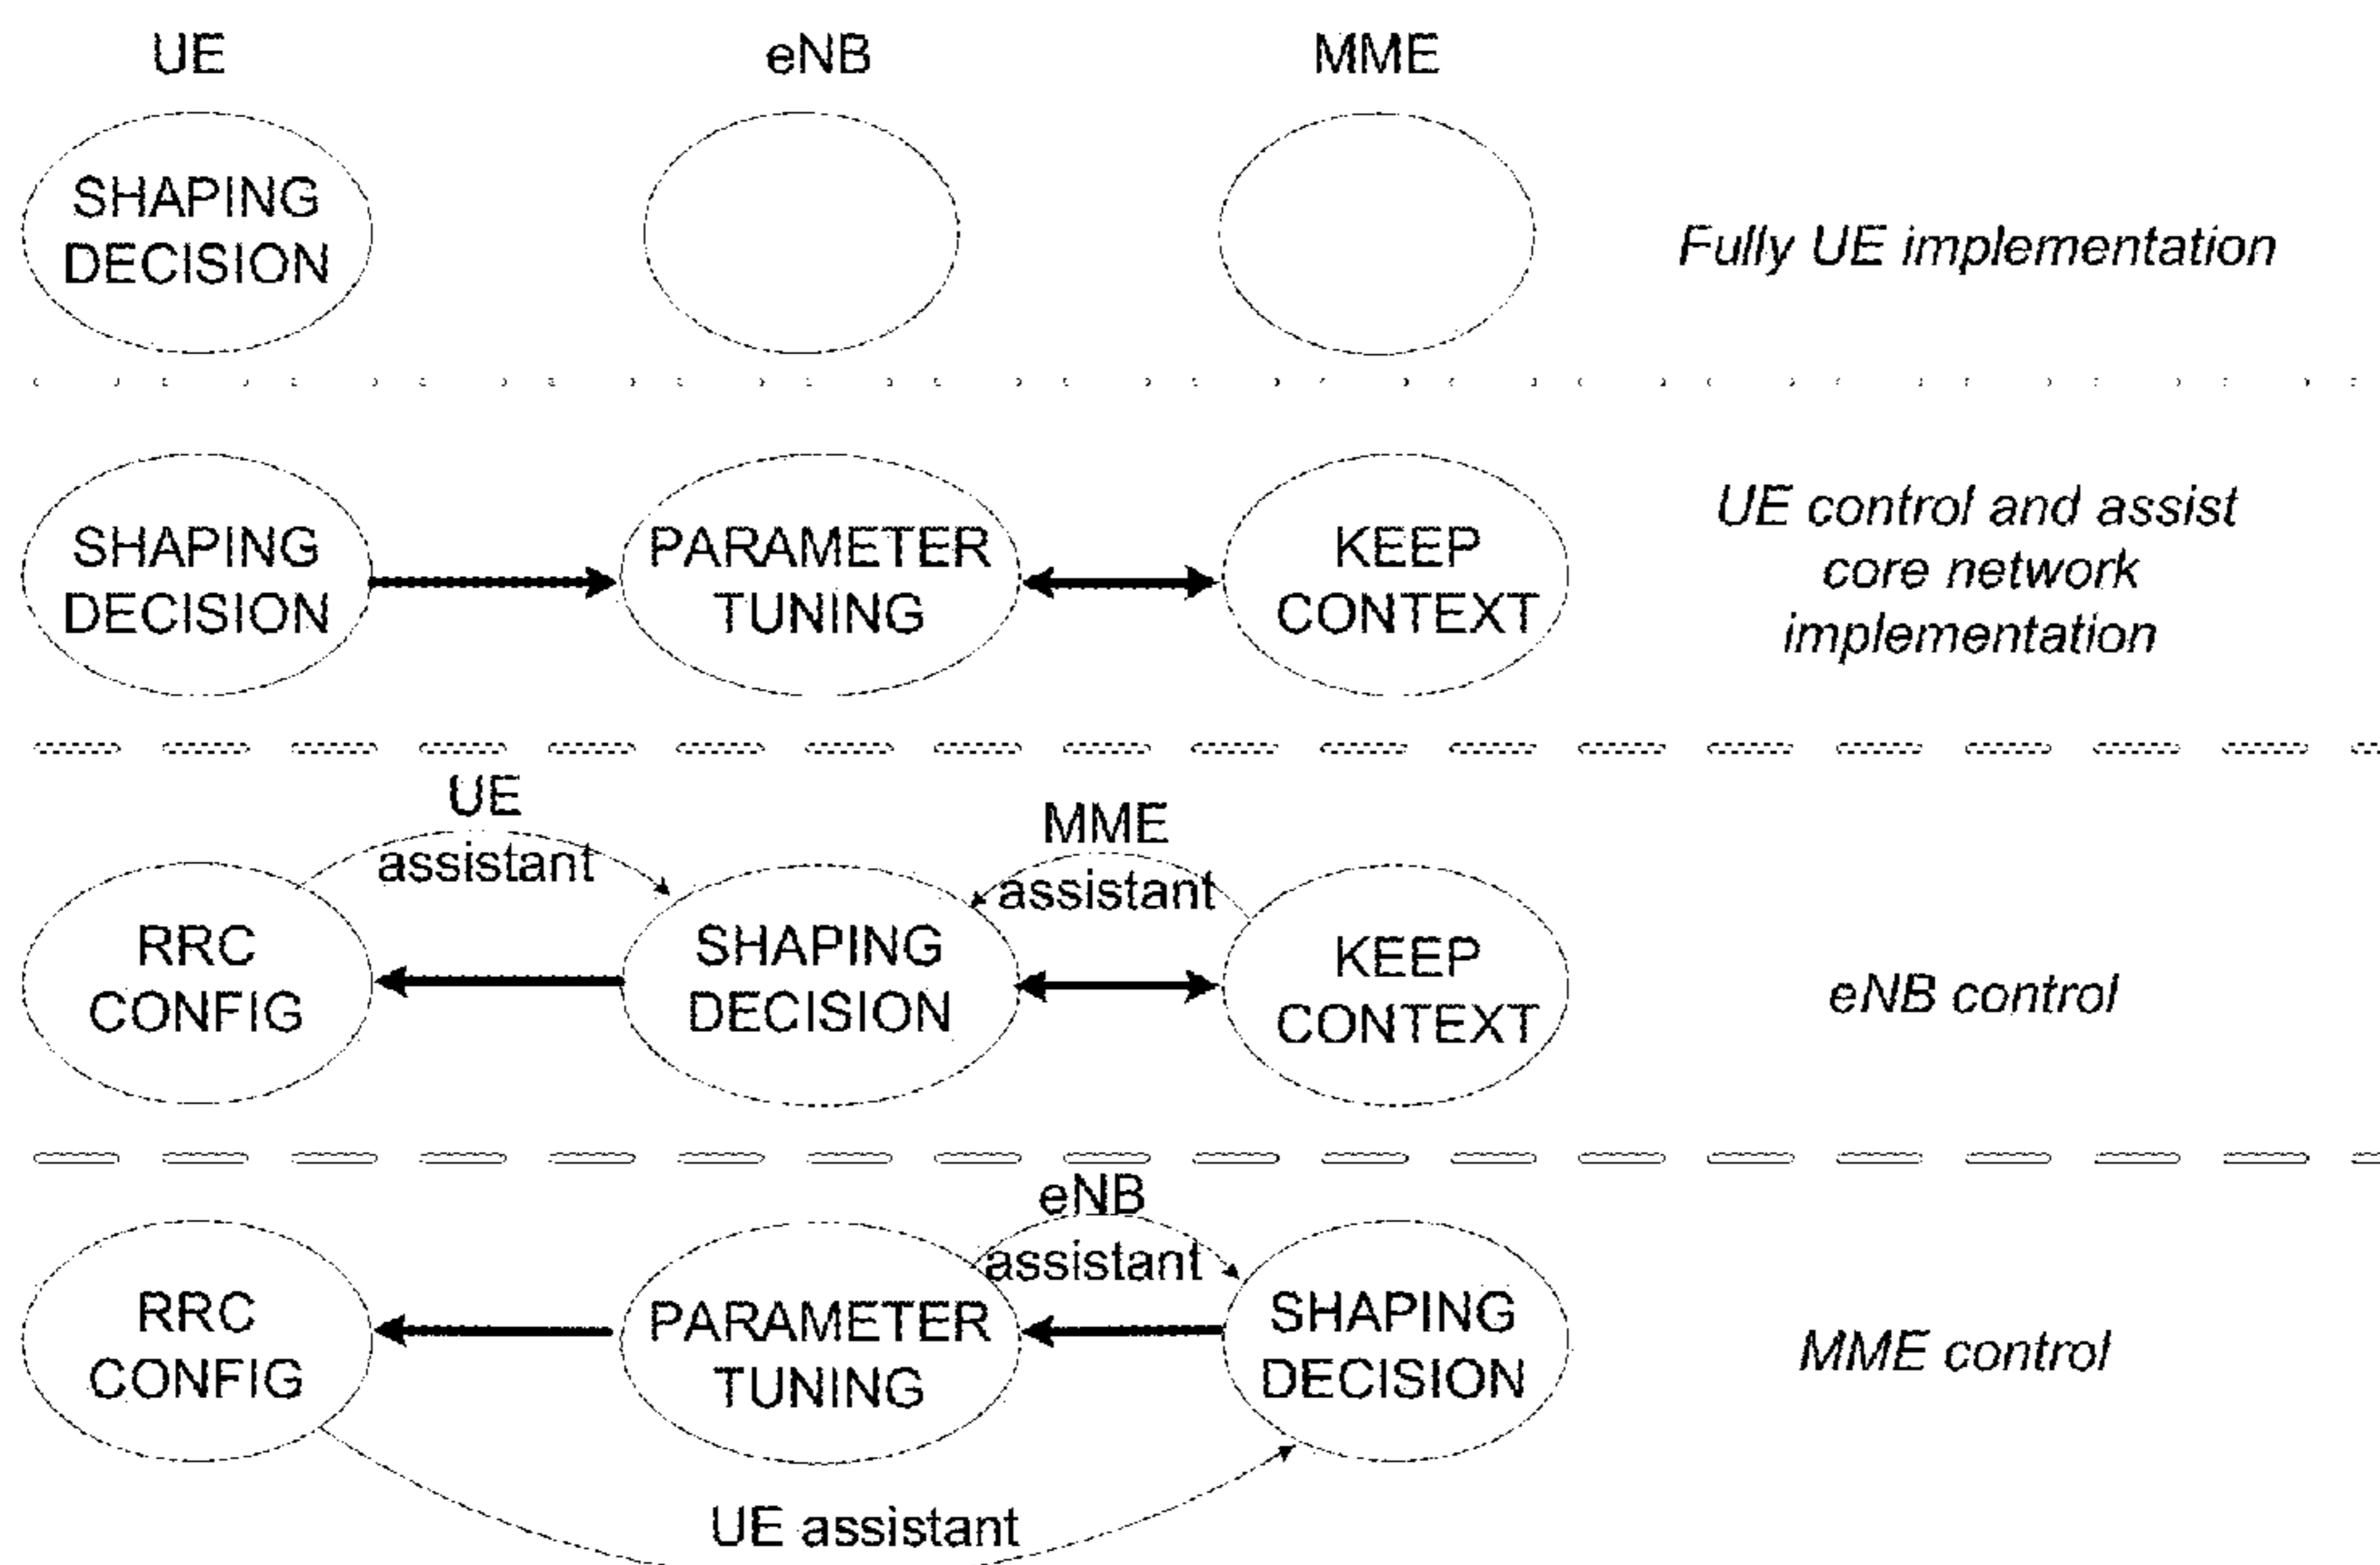 UE
eNB
MME
SHAPING
DECISION
Fully UE implementation
SHAPING
DECISION
PARAMETER
TUNING
KEEP
CONTEXT
UE control and assist
core network
implementation
UE
assistant
MME
assistant
RRC
CONFIG
SHAPING
DECISION
KEEP
CONTEXT
eNB control
eNB
assistant
RRC
CONFIG
PARAMETER
TUNING
SHAPING
DECISION
MME control
UE assistant